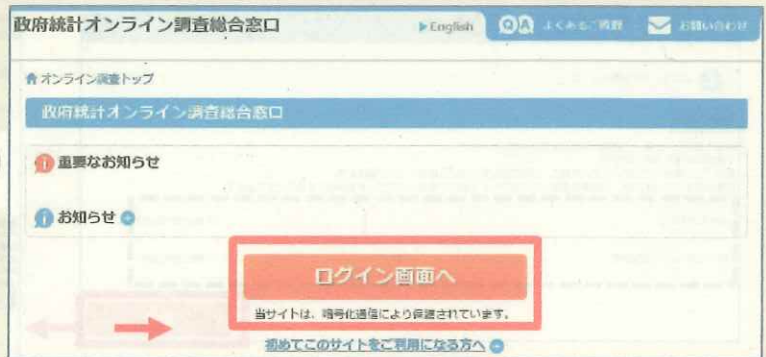 政府統計オンライン調査総合窓口
English
QA よくあるご質問
お問い合わせ
オンライン調査トップ
政府統計オンライン調査総合窓口
重要なお知らせ
お知らせ
ログイン画面へ
当サイトは、暗号化通信により保護されています。
初めてこのサイトをご利用になる方へ